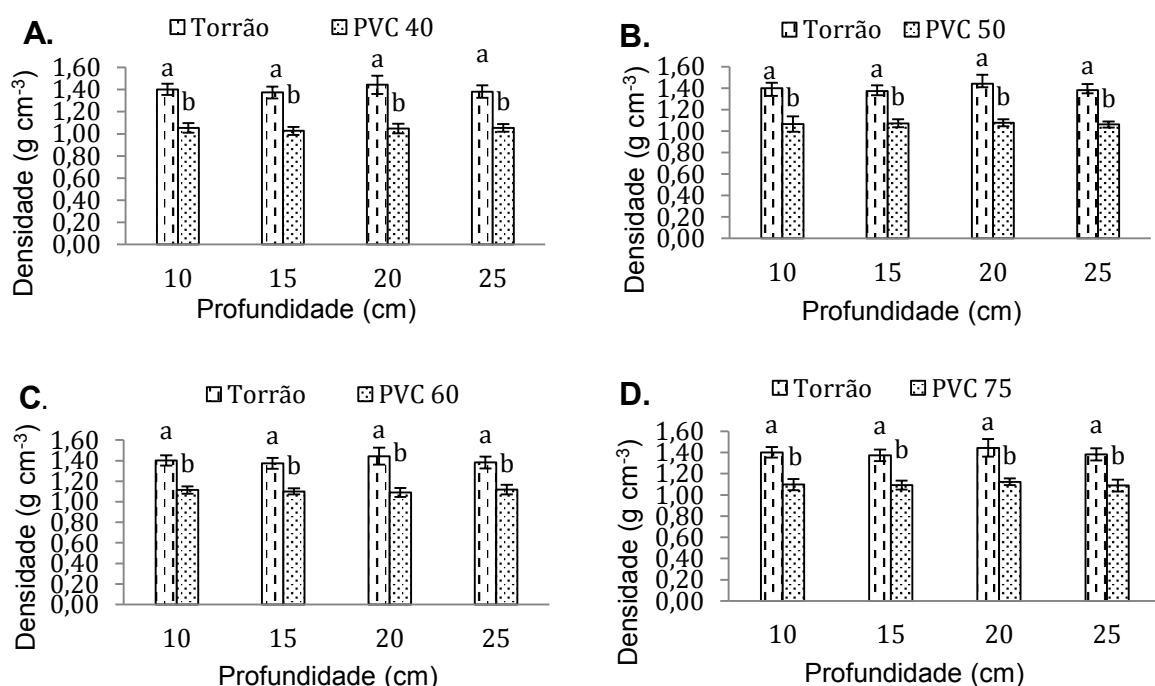 A.
Torrão PVC 40
Densidade (g cm-3)
1,60
1,40
1,20
1,00
0,80
0,60
0,40
0,20
0,00
a b a b a b a b
10 15 20 25
Profundidade (cm)
B.
Torrão PVC 50
Densidade (g cm-3)
1,60
1,40
1,20
1,00
0,80
0,60
0,40
0,20
0,00
a b a b a b a b
10 15 20 25
Profundidade (cm)
C.
Torrão PVC 60
Densidade (g cm-3)
1,60
1,40
1,20
1,00
0,80
0,60
0,40
0,20
0,00
a b a b a b a b
10 15 20 25
Profundidade (cm)
D.
Torrão PVC 75
Densidade (g cm-3)
1,60
1,40
1,20
1,00
0,80
0,60
0,40
0,20
0,00
a b a b a b a b
10 15 20 25
Profundidade (cm)